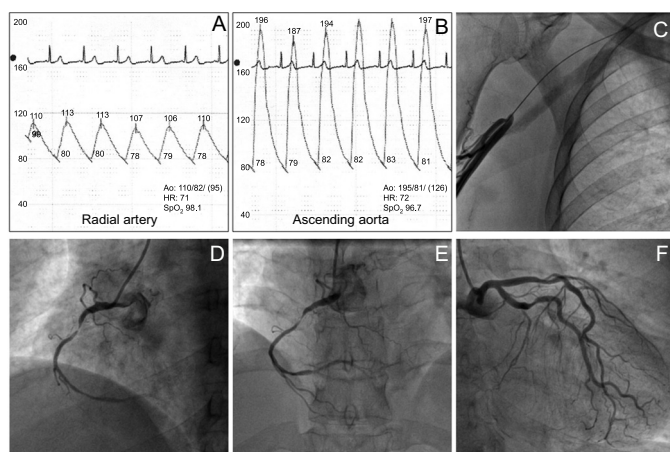 A
200
160
120
80
40
110
99
113
113
107
106
110
80
80
78
79
78
Ao: 110/82/ (95)
HR: 71
SpO2 98.1
Radial artery
B
200
160
120
80
40
196
187
194
197
78
79
82
82
83
81
Ao: 195/81/ (126)
HR: 72
SpO2 96.7
Ascending aorta
C
D
E
F